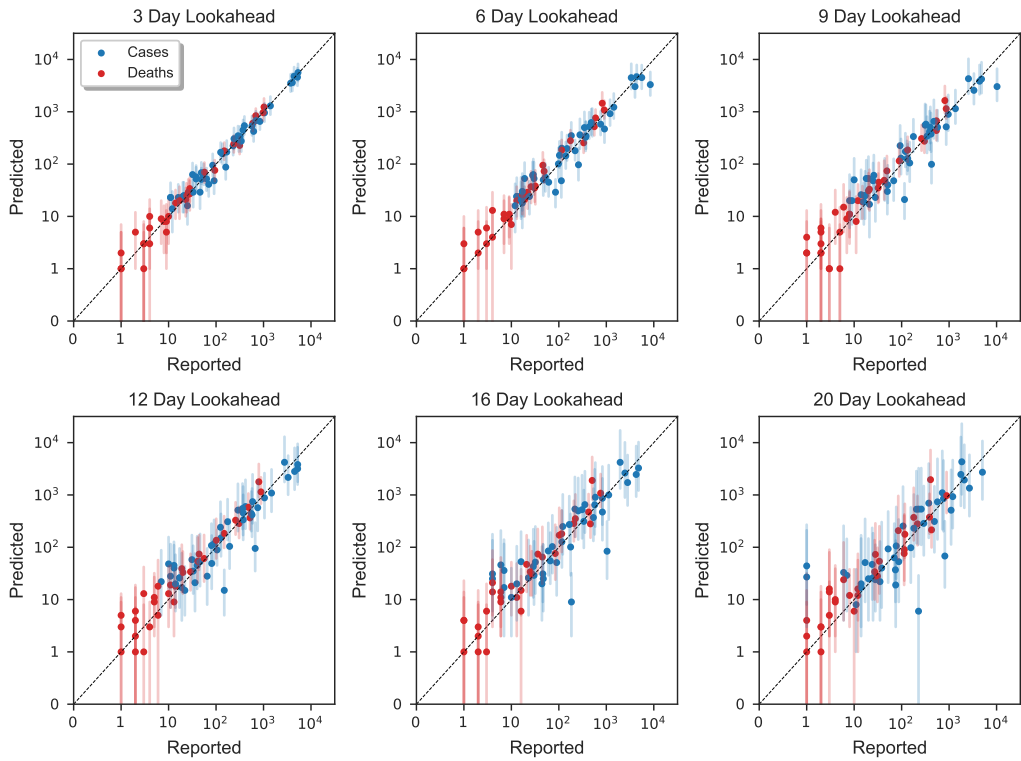 3 Day Lookahead
6 Day Lookahead
9 Day Lookahead
Cases
Deaths
Predicted
10⁴
10³
10²
10
1
0
0 1 10 10² 10³ 10⁴
Reported
Predicted
10⁴
10³
10²
10
1
0
0 1 10 10² 10³ 10⁴
Reported
Predicted
10⁴
10³
10²
10
1
0
0 1 10 10² 10³ 10⁴
Reported
12 Day Lookahead
16 Day Lookahead
20 Day Lookahead
Predicted
10⁴
10³
10²
10
1
0
0 1 10 10² 10³ 10⁴
Reported
Predicted
10⁴
10³
10²
10
1
0
0 1 10 10² 10³ 10⁴
Reported
Predicted
10⁴
10³
10²
10
1
0
0 1 10 10² 10³ 10⁴
Reported